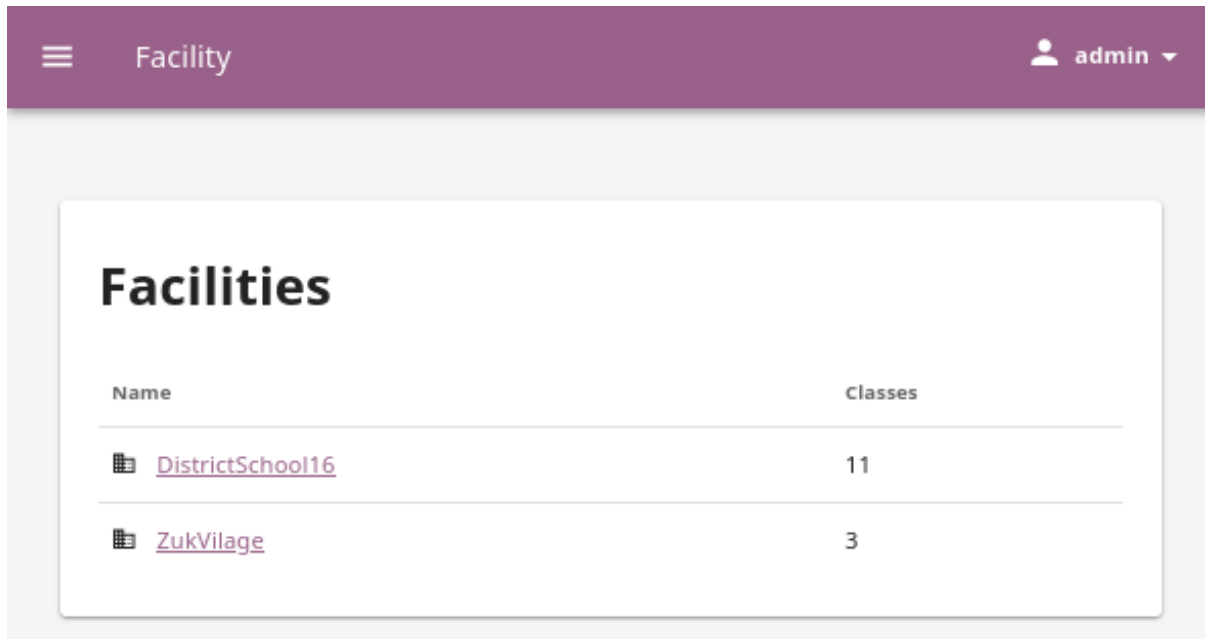 Facility admin
Facilities
Name Classes
DistrictSchool16 11
ZukVilage 3